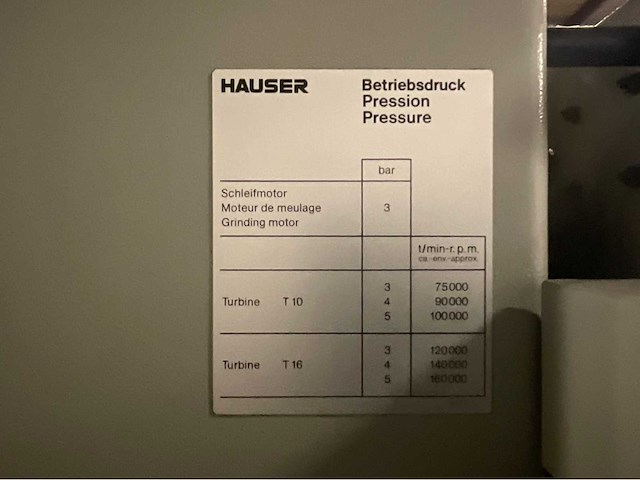 HAUSER
Betriebsdruck
Pression
Pressure
bar
Schleifmotor
Moteur de meulage 3
Grinding motor
t/min-r.p.m.
ca.-env.-approx.
3 75000
Turbine T 10 4 90000
5 100000
3 120000
Turbine T 16 4 140000
5 160000